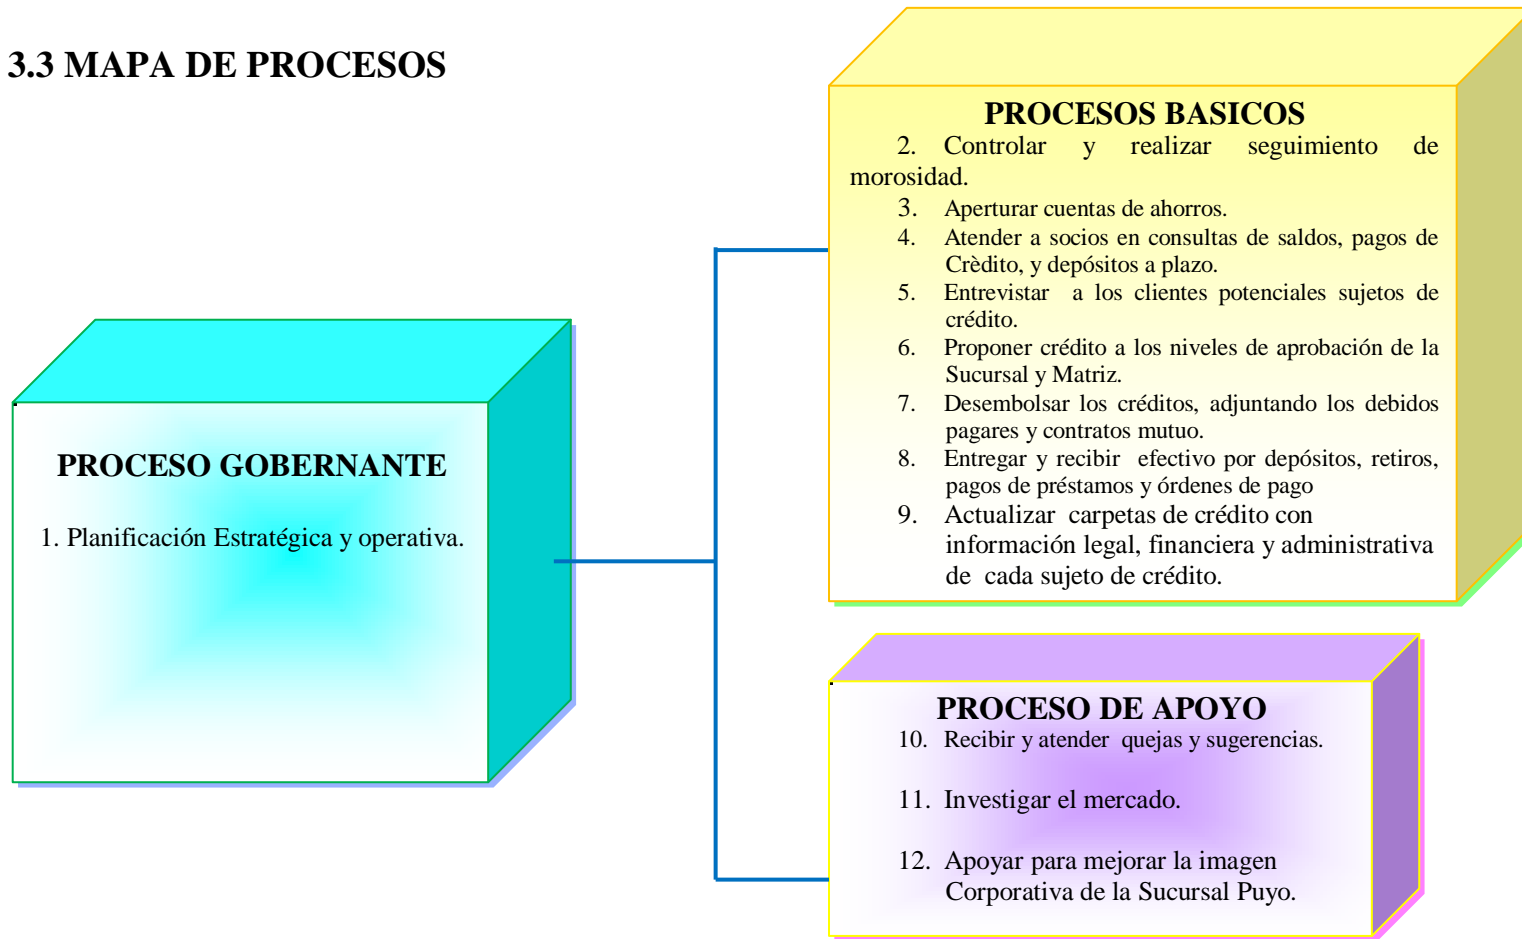 3.3 MAPA DE PROCESOS
PROCESO GOBERNANTE
1. Planificación Estratégica y operativa.
PROCESOS BASICOS
2. Controlar y realizar seguimiento de
morosidad.
3. Aperturar cuentas de ahorros.
4. Atender a socios en consultas de saldos, pagos de
Crèdito, y depósitos a plazo.
5. Entrevistar a los clientes potenciales sujetos de
crédito.
6. Proponer crédito a los niveles de aprobación de la
Sucursal y Matriz.
7. Desembolsar los créditos, adjuntando los debidos
pagares y contratos mutuo.
8. Entregar y recibir efectivo por depósitos, retiros,
pagos de préstamos y órdenes de pago
9. Actualizar carpetas de crédito con
información legal, financiera y administrativa
de cada sujeto de crédito.
PROCESO DE APOYO
10. Recibir y atender quejas y sugerencias.
11. Investigar el mercado.
12. Apoyar para mejorar la imagen
Corporativa de la Sucursal Puyo.